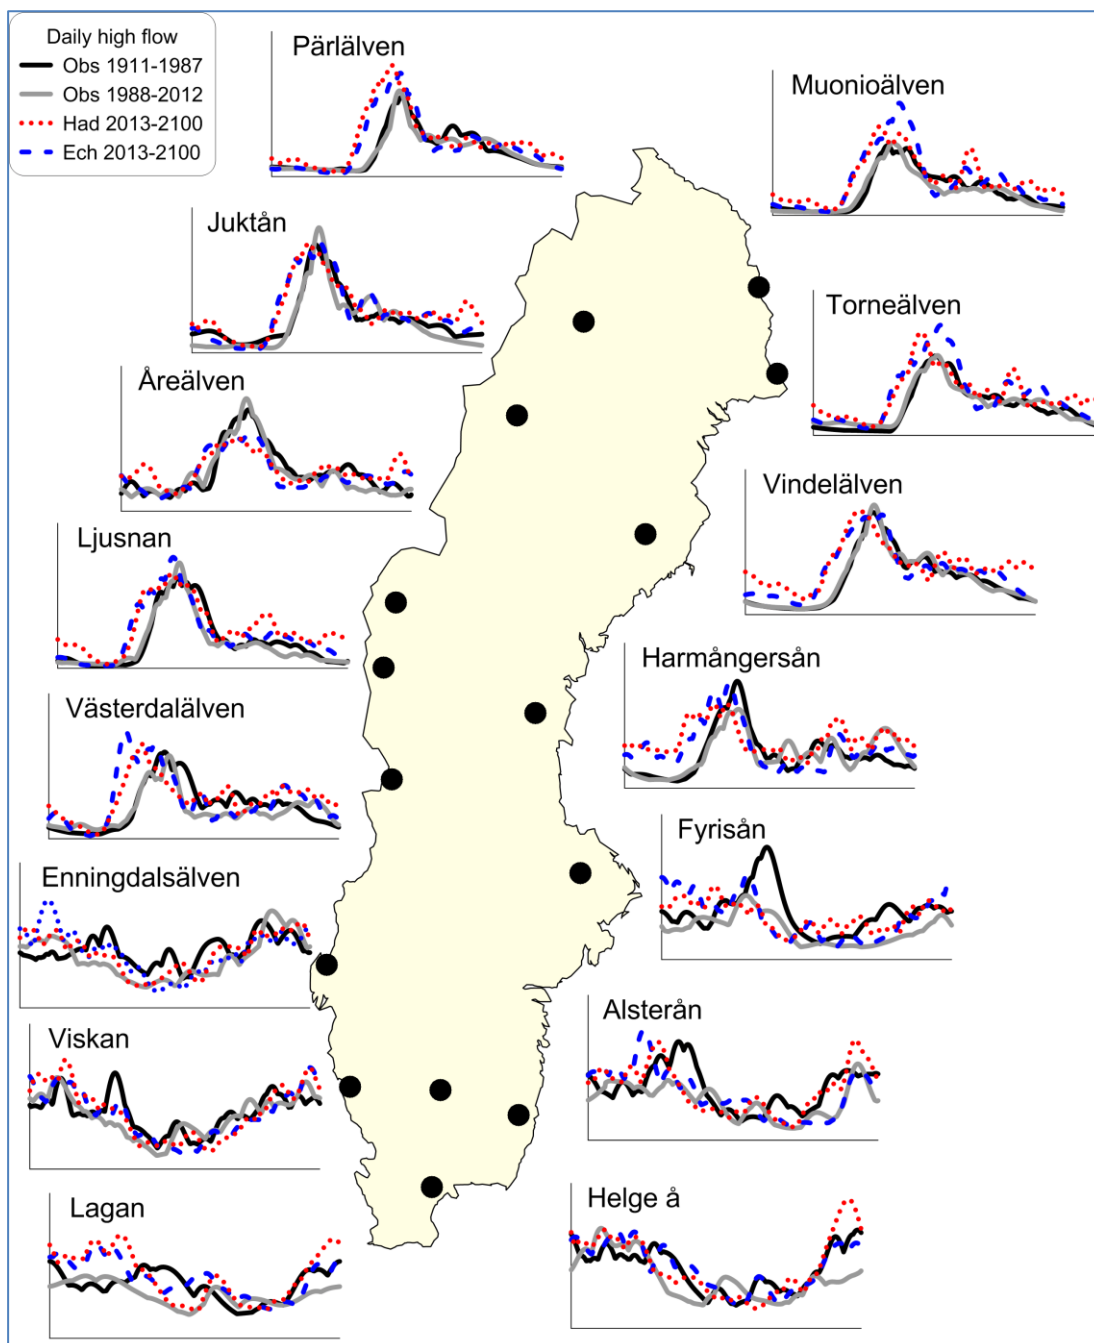 Daily high flow
Obs 1911-1987
Obs 1988-2012
Had 2013-2100
Ech 2013-2100
Pärlälven
Muonioälven
Juktån
Torneälven
Åreälven
Vindelälven
Ljusnan
Harmångersån
Västerdalälven
Fyrisån
Enningdalsälven
Alsterån
Viskan
Helge å
Lagan